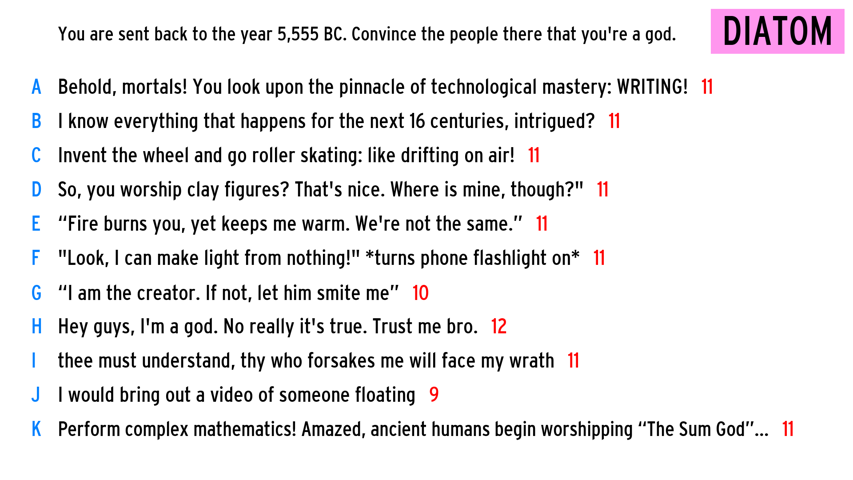 You are sent back to the year 5,555 BC. Convince the people there that you're a god.
DIATOM
A Behold, mortals! You look upon the pinnacle of technological mastery: WRITING! 11
B I know everything that happens for the next 16 centuries, intrigued? 11
C Invent the wheel and go roller skating: like drifting on air! 11
D So, you worship clay figures? That's nice. Where is mine, though?" 11
E “Fire burns you, yet keeps me warm. We're not the same.” 11
F "Look, I can make light from nothing!" *turns phone flashlight on* 11
G “I am the creator. If not, let him smite me” 10
H Hey guys, I'm a god. No really it's true. Trust me bro. 12
I thee must understand, thy who forsakes me will face my wrath 11
J I would bring out a video of someone floating 9
K Perform complex mathematics! Amazed, ancient humans begin worshipping “The Sum God”... 11